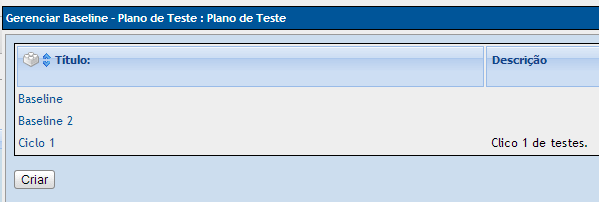 Gerenciar Baseline - Plano de Teste : Plano de Teste
Título: Descrição
Baseline
Baseline 2
Ciclo 1 Clico 1 de testes.
Criar